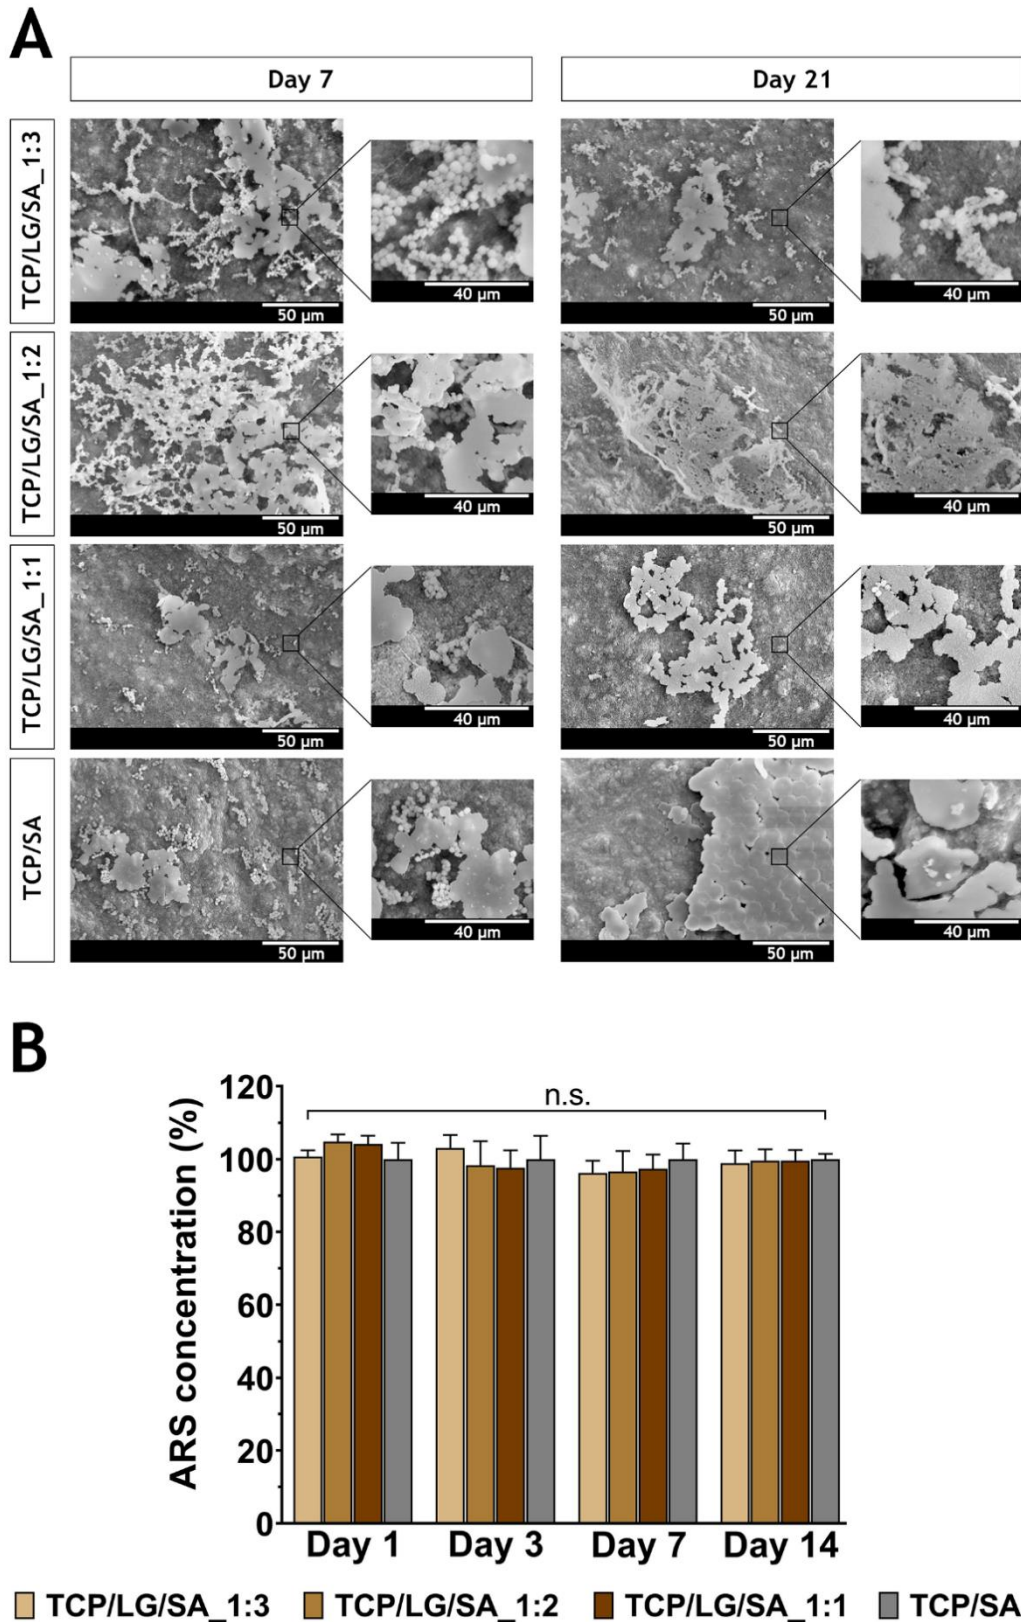 A
Day 7
Day 21
TCP/LG/SA_1:3
50 µm
40 µm
50 µm
40 µm
TCP/LG/SA_1:2
50 µm
40 µm
50 µm
40 µm
TCP/LG/SA_1:1
50 µm
40 µm
50 µm
40 µm
TCP/SA
50 µm
40 µm
50 µm
40 µm
B
ARS concentration (%)
120
100
80
60
40
20
0
n.s.
Day 1 Day 3 Day 7 Day 14
TCP/LG/SA_1:3 TCP/LG/SA_1:2 TCP/LG/SA_1:1 TCP/SA